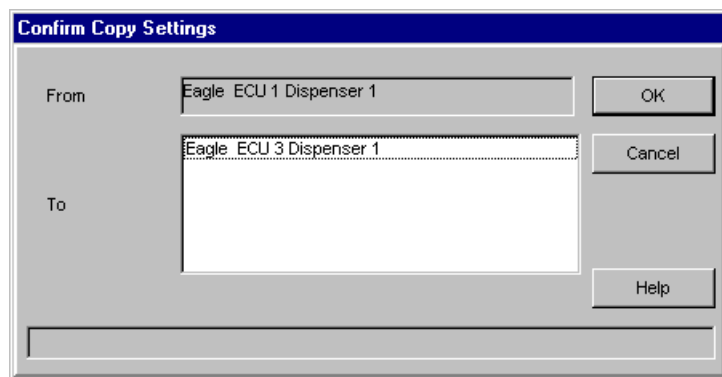 Confirm Copy Settings
From
Eagle ECU 1 Dispenser 1
OK
Eagle ECU 3 Dispenser 1
Cancel
To
Help